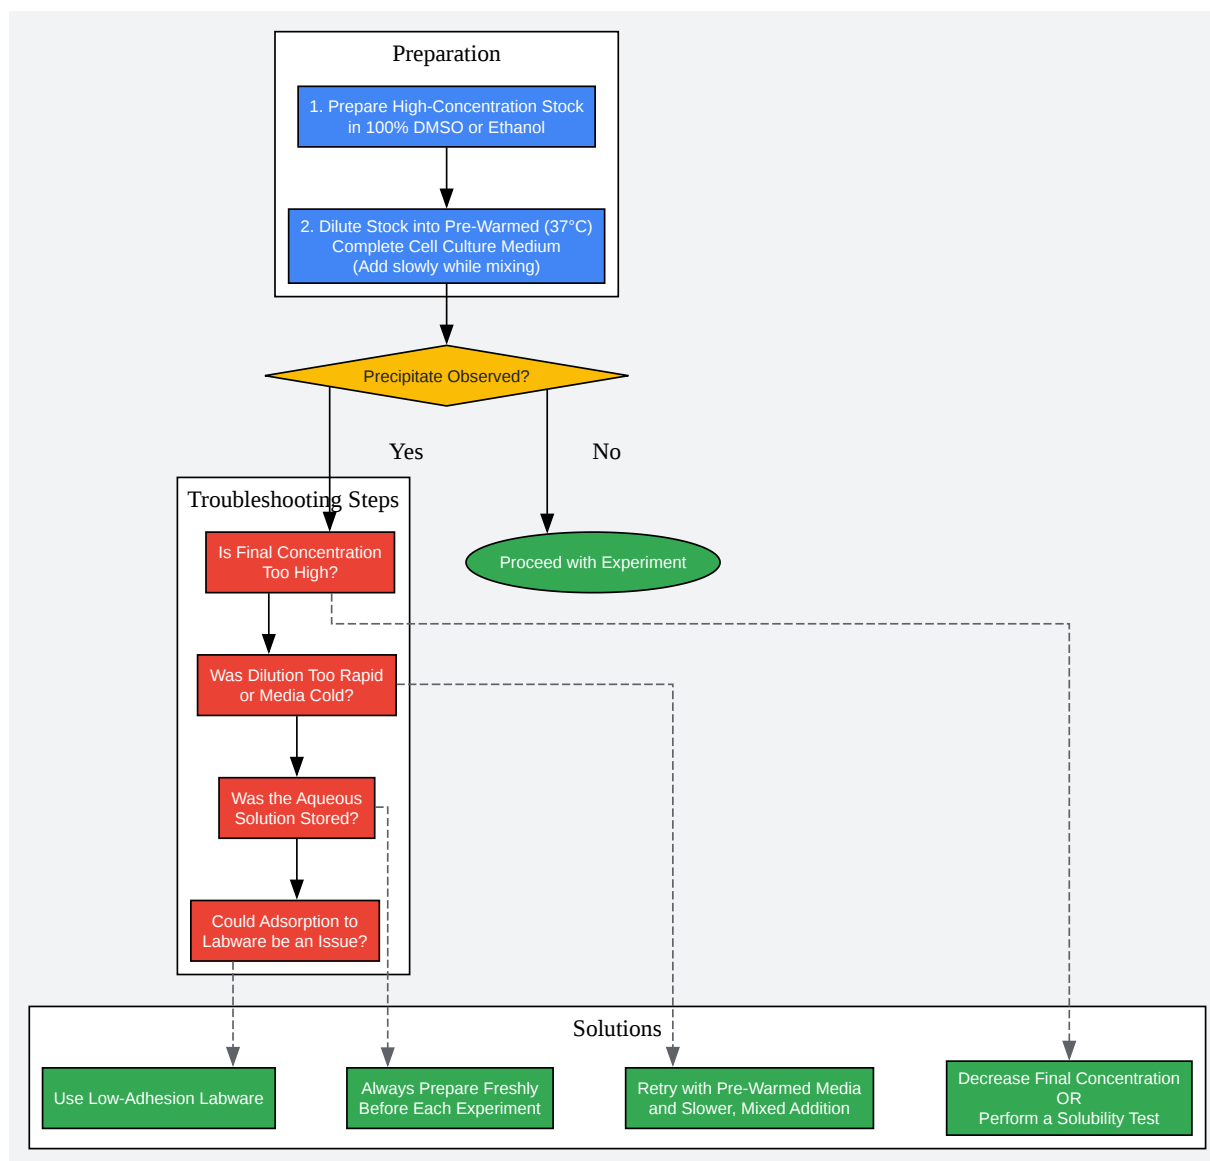 Preparation
1. Prepare High-Concentration Stock
in 100% DMSO or Ethanol
2. Dilute Stock into Pre-Warmed (37°C)
Complete Cell Culture Medium
(Add slowly while mixing)
Precipitate Observed?
Yes
No
Troubleshooting Steps
Is Final Concentration
Too High?
Proceed with Experiment
Was Dilution Too Rapid
or Media Cold?
Was the Aqueous
Solution Stored?
Could Adsorption to
Labware be an Issue?
Solutions
Use Low-Adhesion Labware
Always Prepare Freshly
Before Each Experiment
Retry with Pre-Warmed Media
and Slower, Mixed Addition
Decrease Final Concentration
OR
Perform a Solubility Test